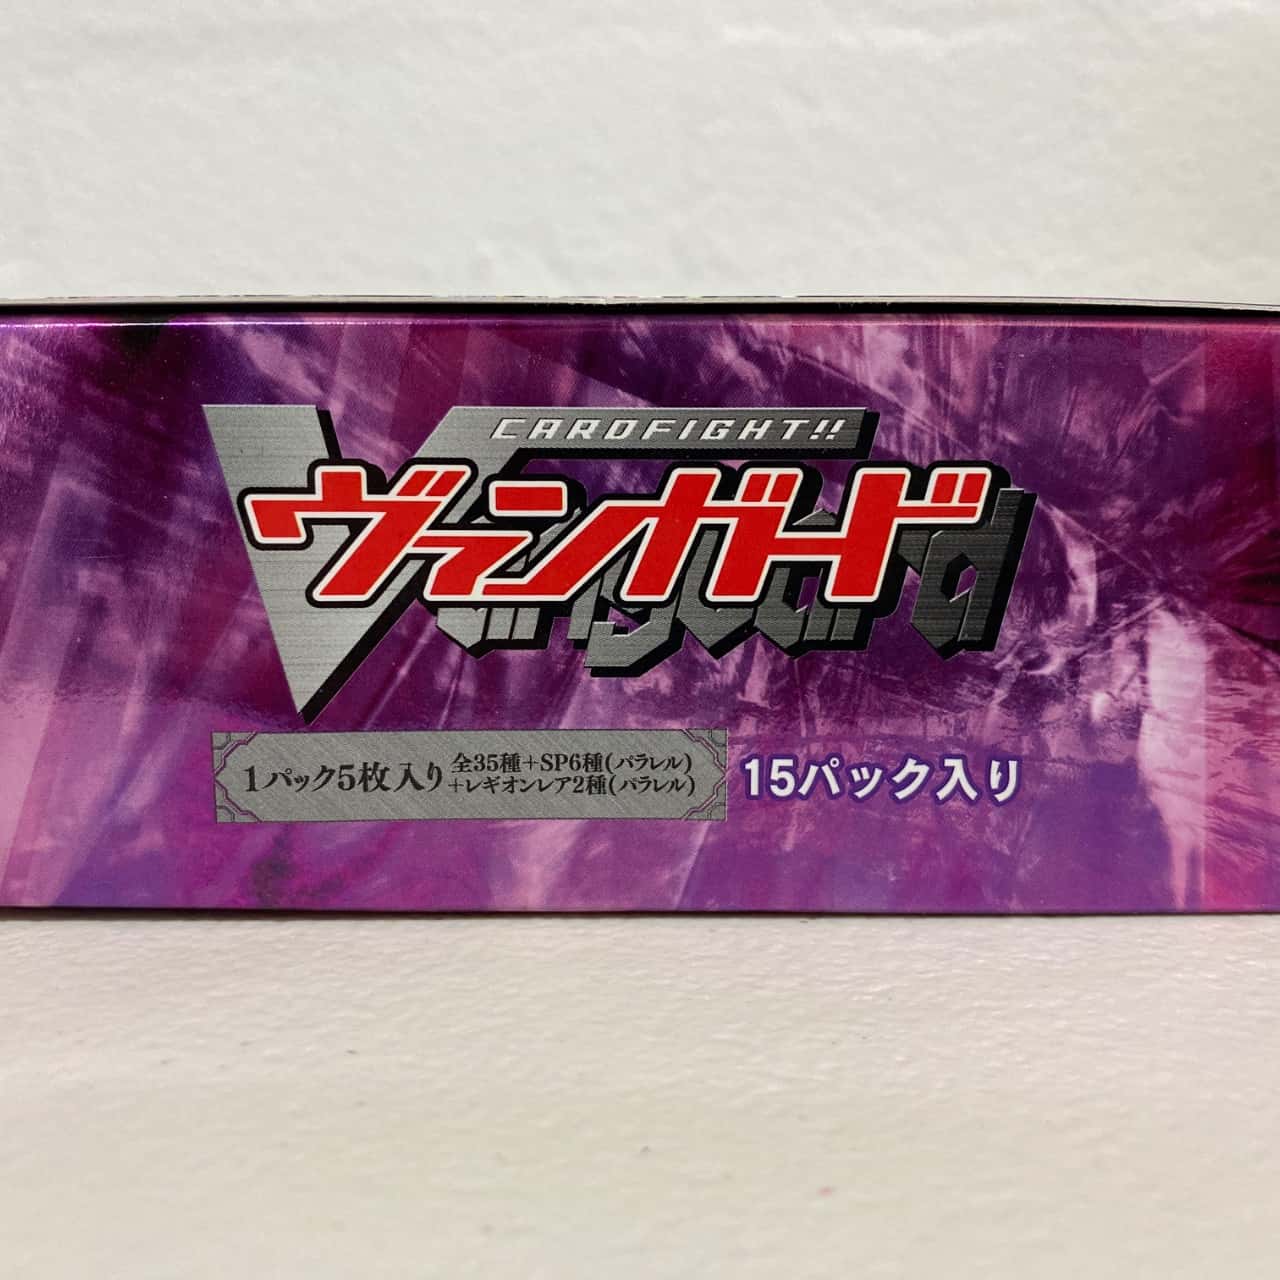 CARDFIGHT!!
ヴァンガード
Vanguard
1パック5枚入り
全35種+SP6種(パラレル)
+レギオンレア2種(パラレル)
15パック入り